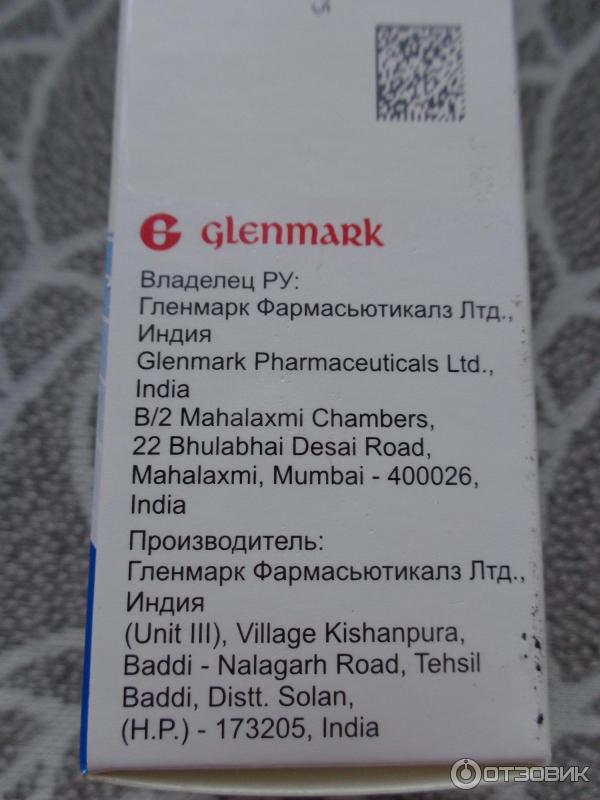 5
GLENMARK
Владелец РУ:
Гленмарк Фармасьютикалз Лтд.,
Индия
Glenmark Pharmaceuticals Ltd.,
India
B/2 Mahalaxmi Chambers,
22 Bhulabhai Desai Road,
Mahalaxmi, Mumbai - 400026,
India
Производитель:
Гленмарк Фармасьютикалз Лтд.,
Индия
(Unit III), Village Kishanpura,
Baddi - Nalagarh Road, Tehsil
Baddi, Distt. Solan,
(H.P.) - 173205, India
ОТЗОВИК